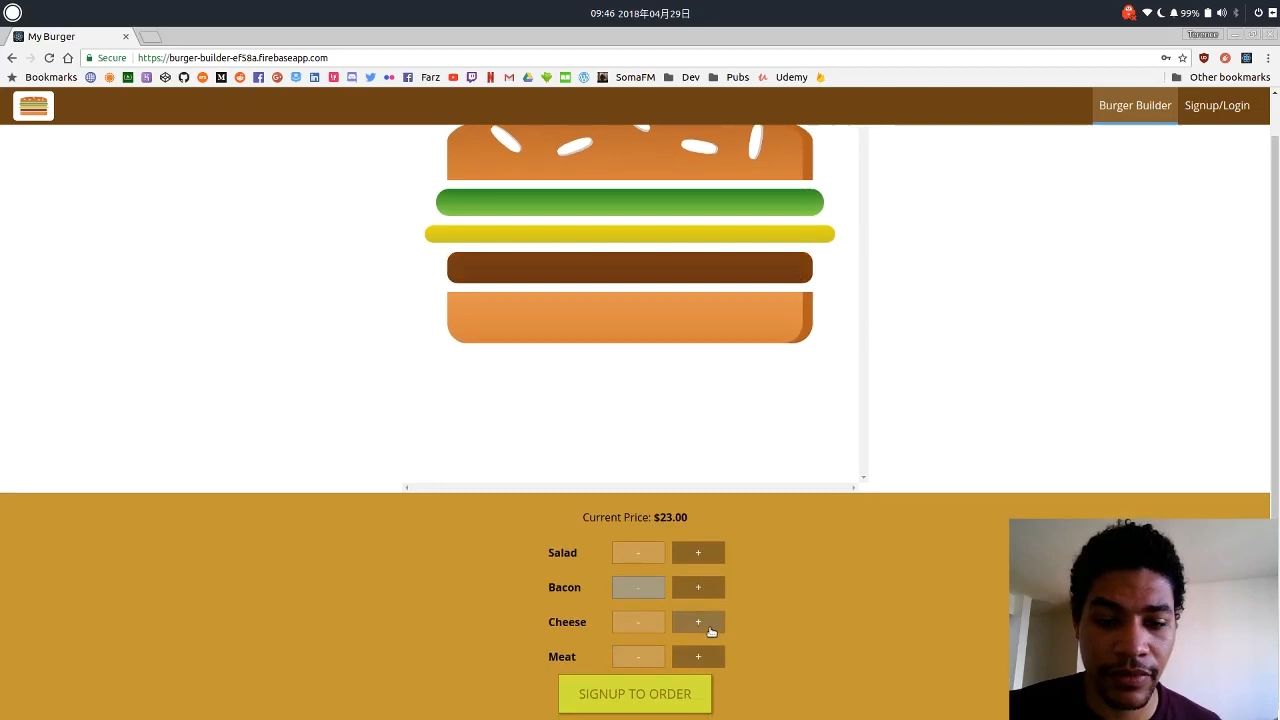 09:46 2018年04月29日
99%
My Burger
Terence
Secure
https://burger-builder-ef58a.firebaseapp.com
Bookmarks
Farz
SomaFM
Dev
Pubs
Udemy
Other bookmarks
Burger Builder
Signup/Login
Current Price: $23.00
Salad - +
Bacon - +
Cheese - +
Meat - +
SIGNUP TO ORDER